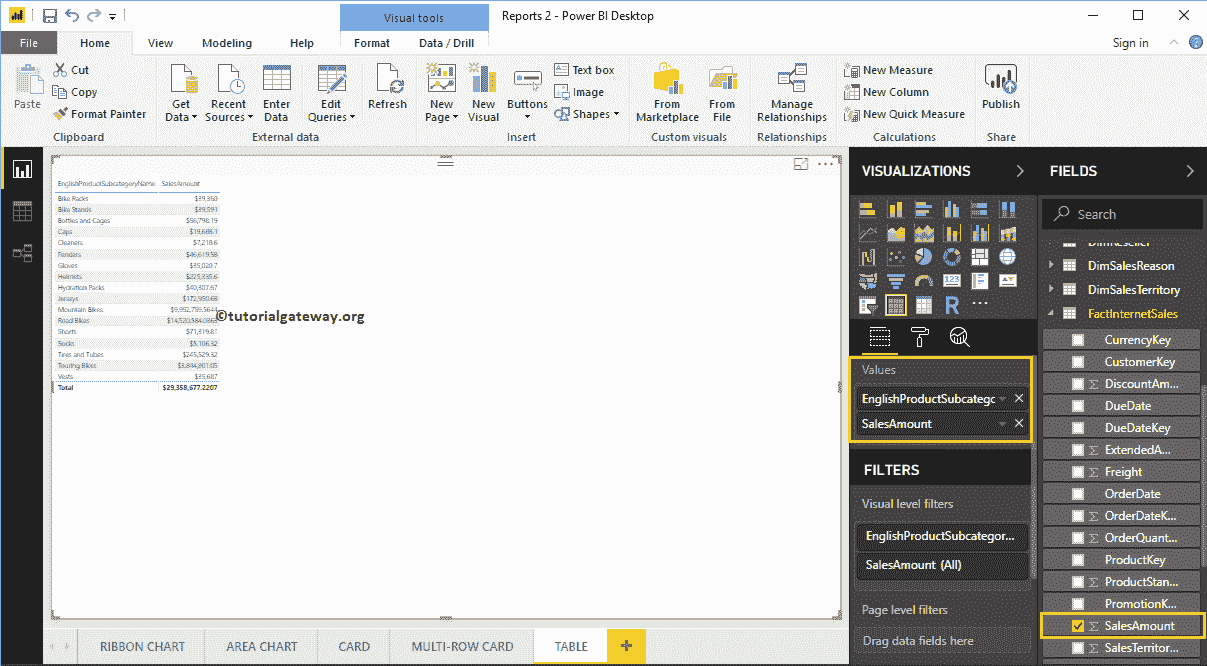 Visual tools
Reports 2 - Power BI Desktop
File Home View Modeling Help Format Data / Drill Sign in
Paste
Cut
Copy
Format Painter
Clipboard
Get Data
Recent Sources
Enter Data
Edit Queries
External data
Refresh
New Page
New Visual
Buttons
Text box
Image
Shapes
Insert
From Marketplace
From File
Custom visuals
Manage Relationships
Relationships
New Measure
New Column
New Quick Measure
Calculations
Publish
Share
EnglishProductSubcategoryName SalesAmount
Bike Racks $39,360
Bike Stands $39,591
Bottles and Cages $56,798.19
Caps $19,688.1
Cleaners $7,218.6
Fenders $46,619.58
Gloves $35,020.7
Helmets $225,335.6
Hydration Packs $40,307.67
Jerseys $172,950.68
Mountain Bikes $9,952,759.5644
Road Bikes
Shorts $71,319.81
Socks $5,106.32
Tires and Tubes $245,529.32
Touring Bikes $3,844,801.05
Vests $35,687
Total $29,358,677.2207
©tutorialgateway.org
VISUALIZATIONS
123
R
Values
EnglishProductSubcatego
SalesAmount
FILTERS
Visual level filters
EnglishProductSubcategor...
SalesAmount (All)
Page level filters
Drag data fields here
FIELDS
Search
DimReseller
DimSalesReason
DimSalesTerritory
FactInternetSales
CurrencyKey
CustomerKey
Σ DiscountAm...
DueDate
DueDateKey
Σ ExtendedA...
Σ Freight
OrderDate
Σ OrderDateK...
Σ OrderQuant...
ProductKey
Σ ProductStan...
PromotionK...
Σ SalesAmount
Σ SalesTerritor...
RIBBON CHART AREA CHART CARD MULTI-ROW CARD TABLE +